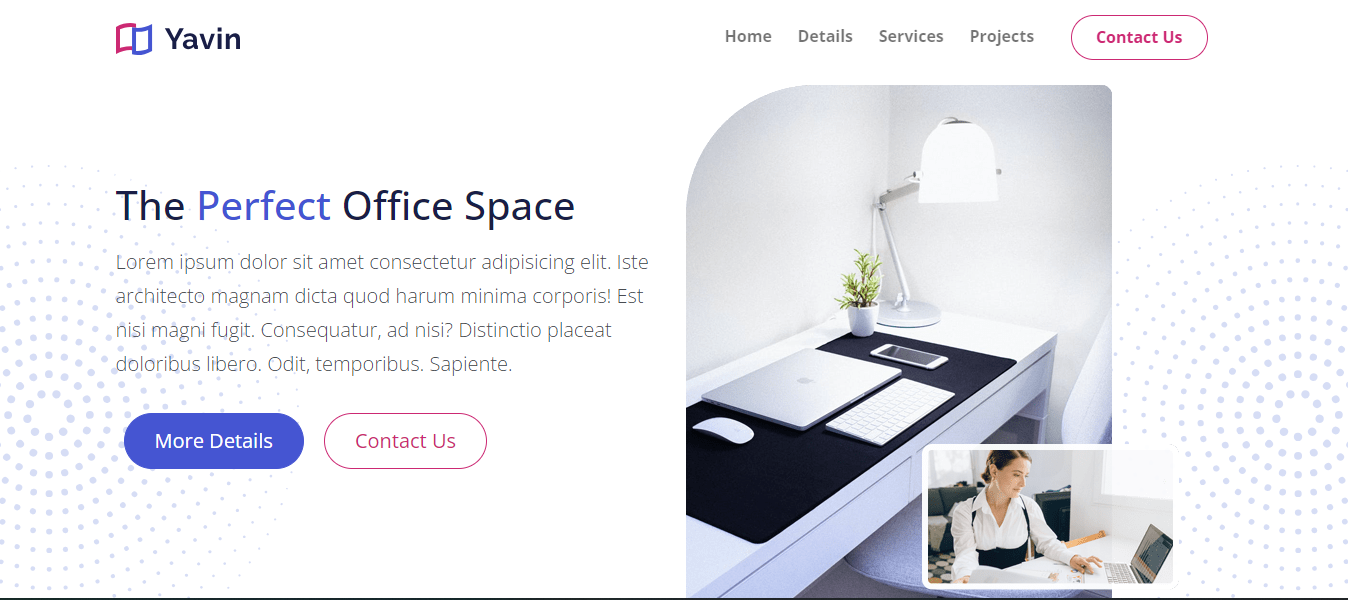 Yavin
Home Details Services Projects Contact Us
The Perfect Office Space
Lorem ipsum dolor sit amet consectetur adipisicing elit. Iste
architecto magnam dicta quod harum minima corporis! Est
nisi magni fugit. Consequatur, ad nisi? Distinctio placeat
doloribus libero. Odit, temporibus. Sapiente.
More Details
Contact Us